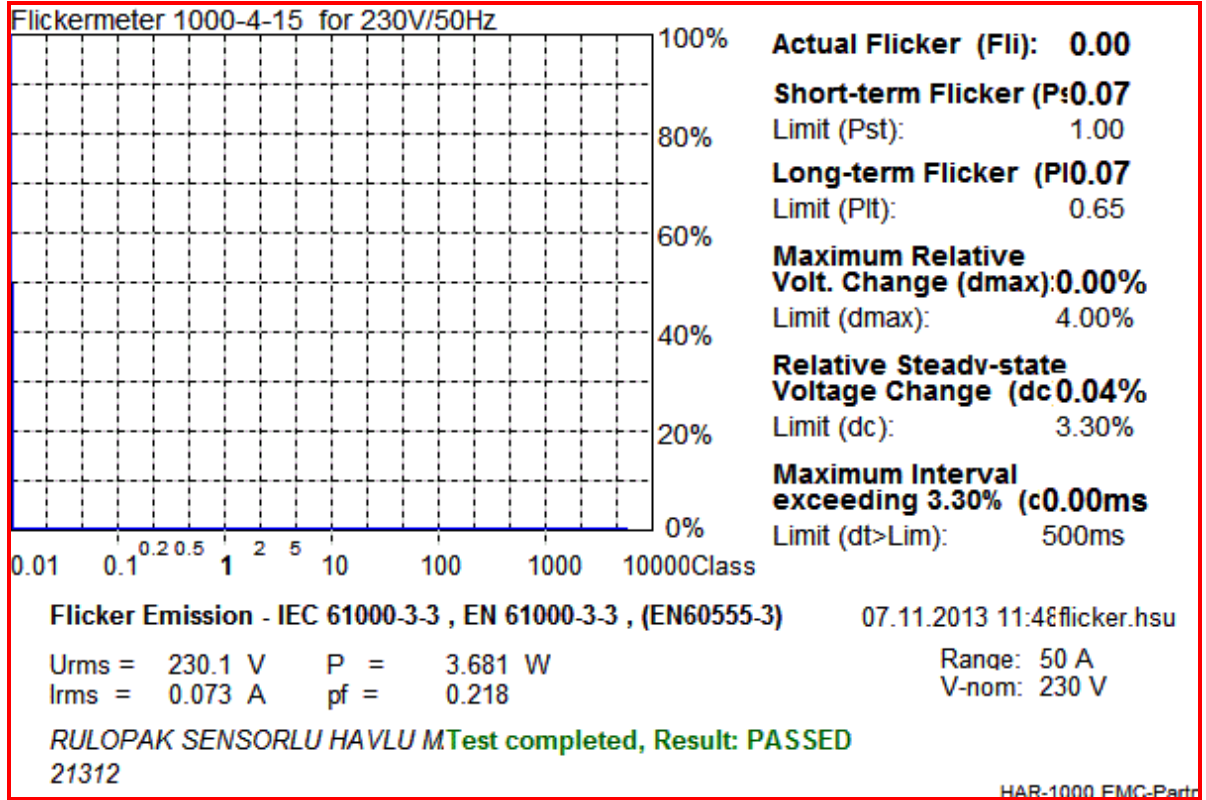 Flickermeter 1000-4-15 for 230V/50Hz
100%
80%
60%
40%
20%
0%
0.01 0.1 0.2 0.5 1 2 5 10 100 1000 10000 Class
Actual Flicker (Fli): 0.00
Short-term Flicker (Ps 0.07
Limit (Pst): 1.00
Long-term Flicker (Pl 0.07
Limit (Plt): 0.65
Maximum Relative
Volt. Change (dmax): 0.00%
Limit (dmax): 4.00%
Relative Steady-state
Voltage Change (dc 0.04%
Limit (dc): 3.30%
Maximum Interval
exceeding 3.30% (d 0.00ms
Limit (dt>Lim): 500ms
Flicker Emission - IEC 61000-3-3 , EN 61000-3-3 , (EN60555-3) 07.11.2013 11:48 flicker.hsu
Urms = 230.1 V P = 3.681 W Range: 50 A
Irms = 0.073 A pf = 0.218 V-nom: 230 V
RULOPAK SENSORLU HAVLU M Test completed, Result: PASSED
21312
HAR-1000 EMC-Partn